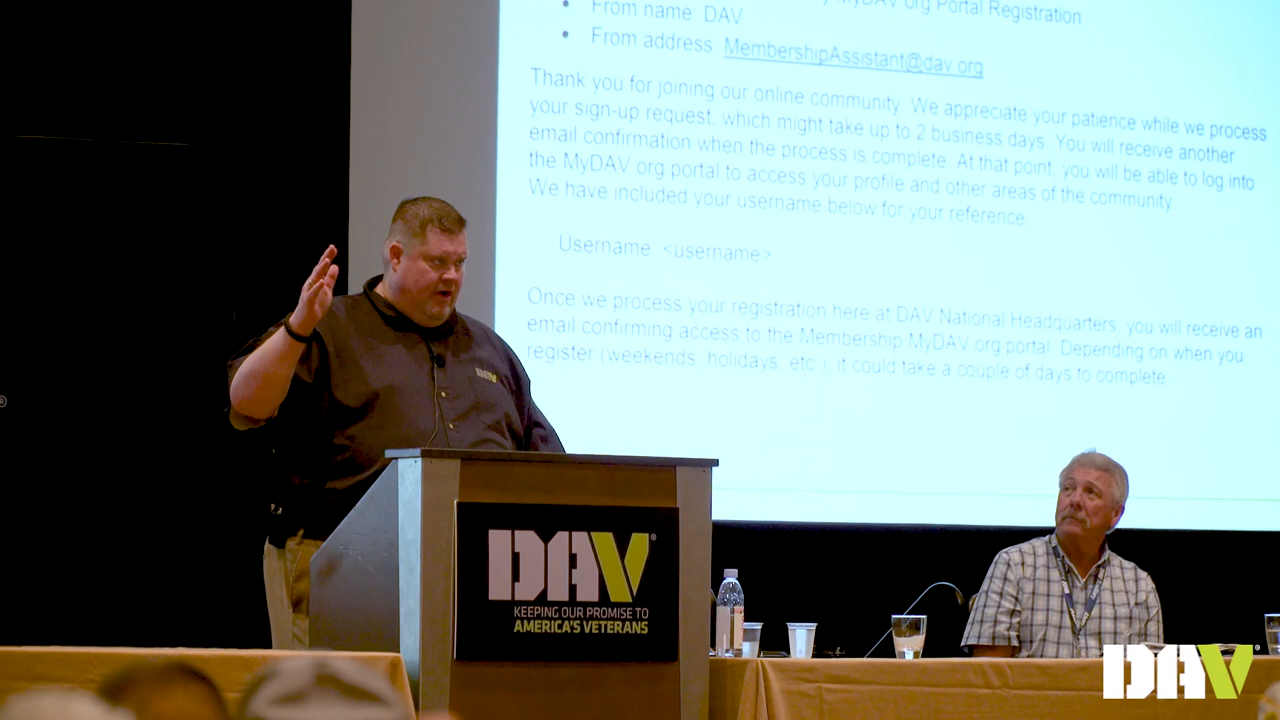 MyDAV org Portal Registration
• From name: DAV
• From address: MembershipAssistant@dav org
Thank you for joining our online community. We appreciate your patience while we process
your sign-up request, which might take up to 2 business days. You will receive another
email confirmation when the process is complete. At that point, you will be able to log into
the MyDAV org portal to access your profile and other areas of the community.
We have included your username below for your reference.
Username: <username>
Once we process your registration here at DAV National Headquarters, you will receive an
email confirming access to the Membership MyDAV org portal. Depending on when you
register (weekends, holidays, etc.), it could take a couple of days to complete.
DAV
DAV®
KEEPING OUR PROMISE TO
AMERICA'S VETERANS
DAV®
®